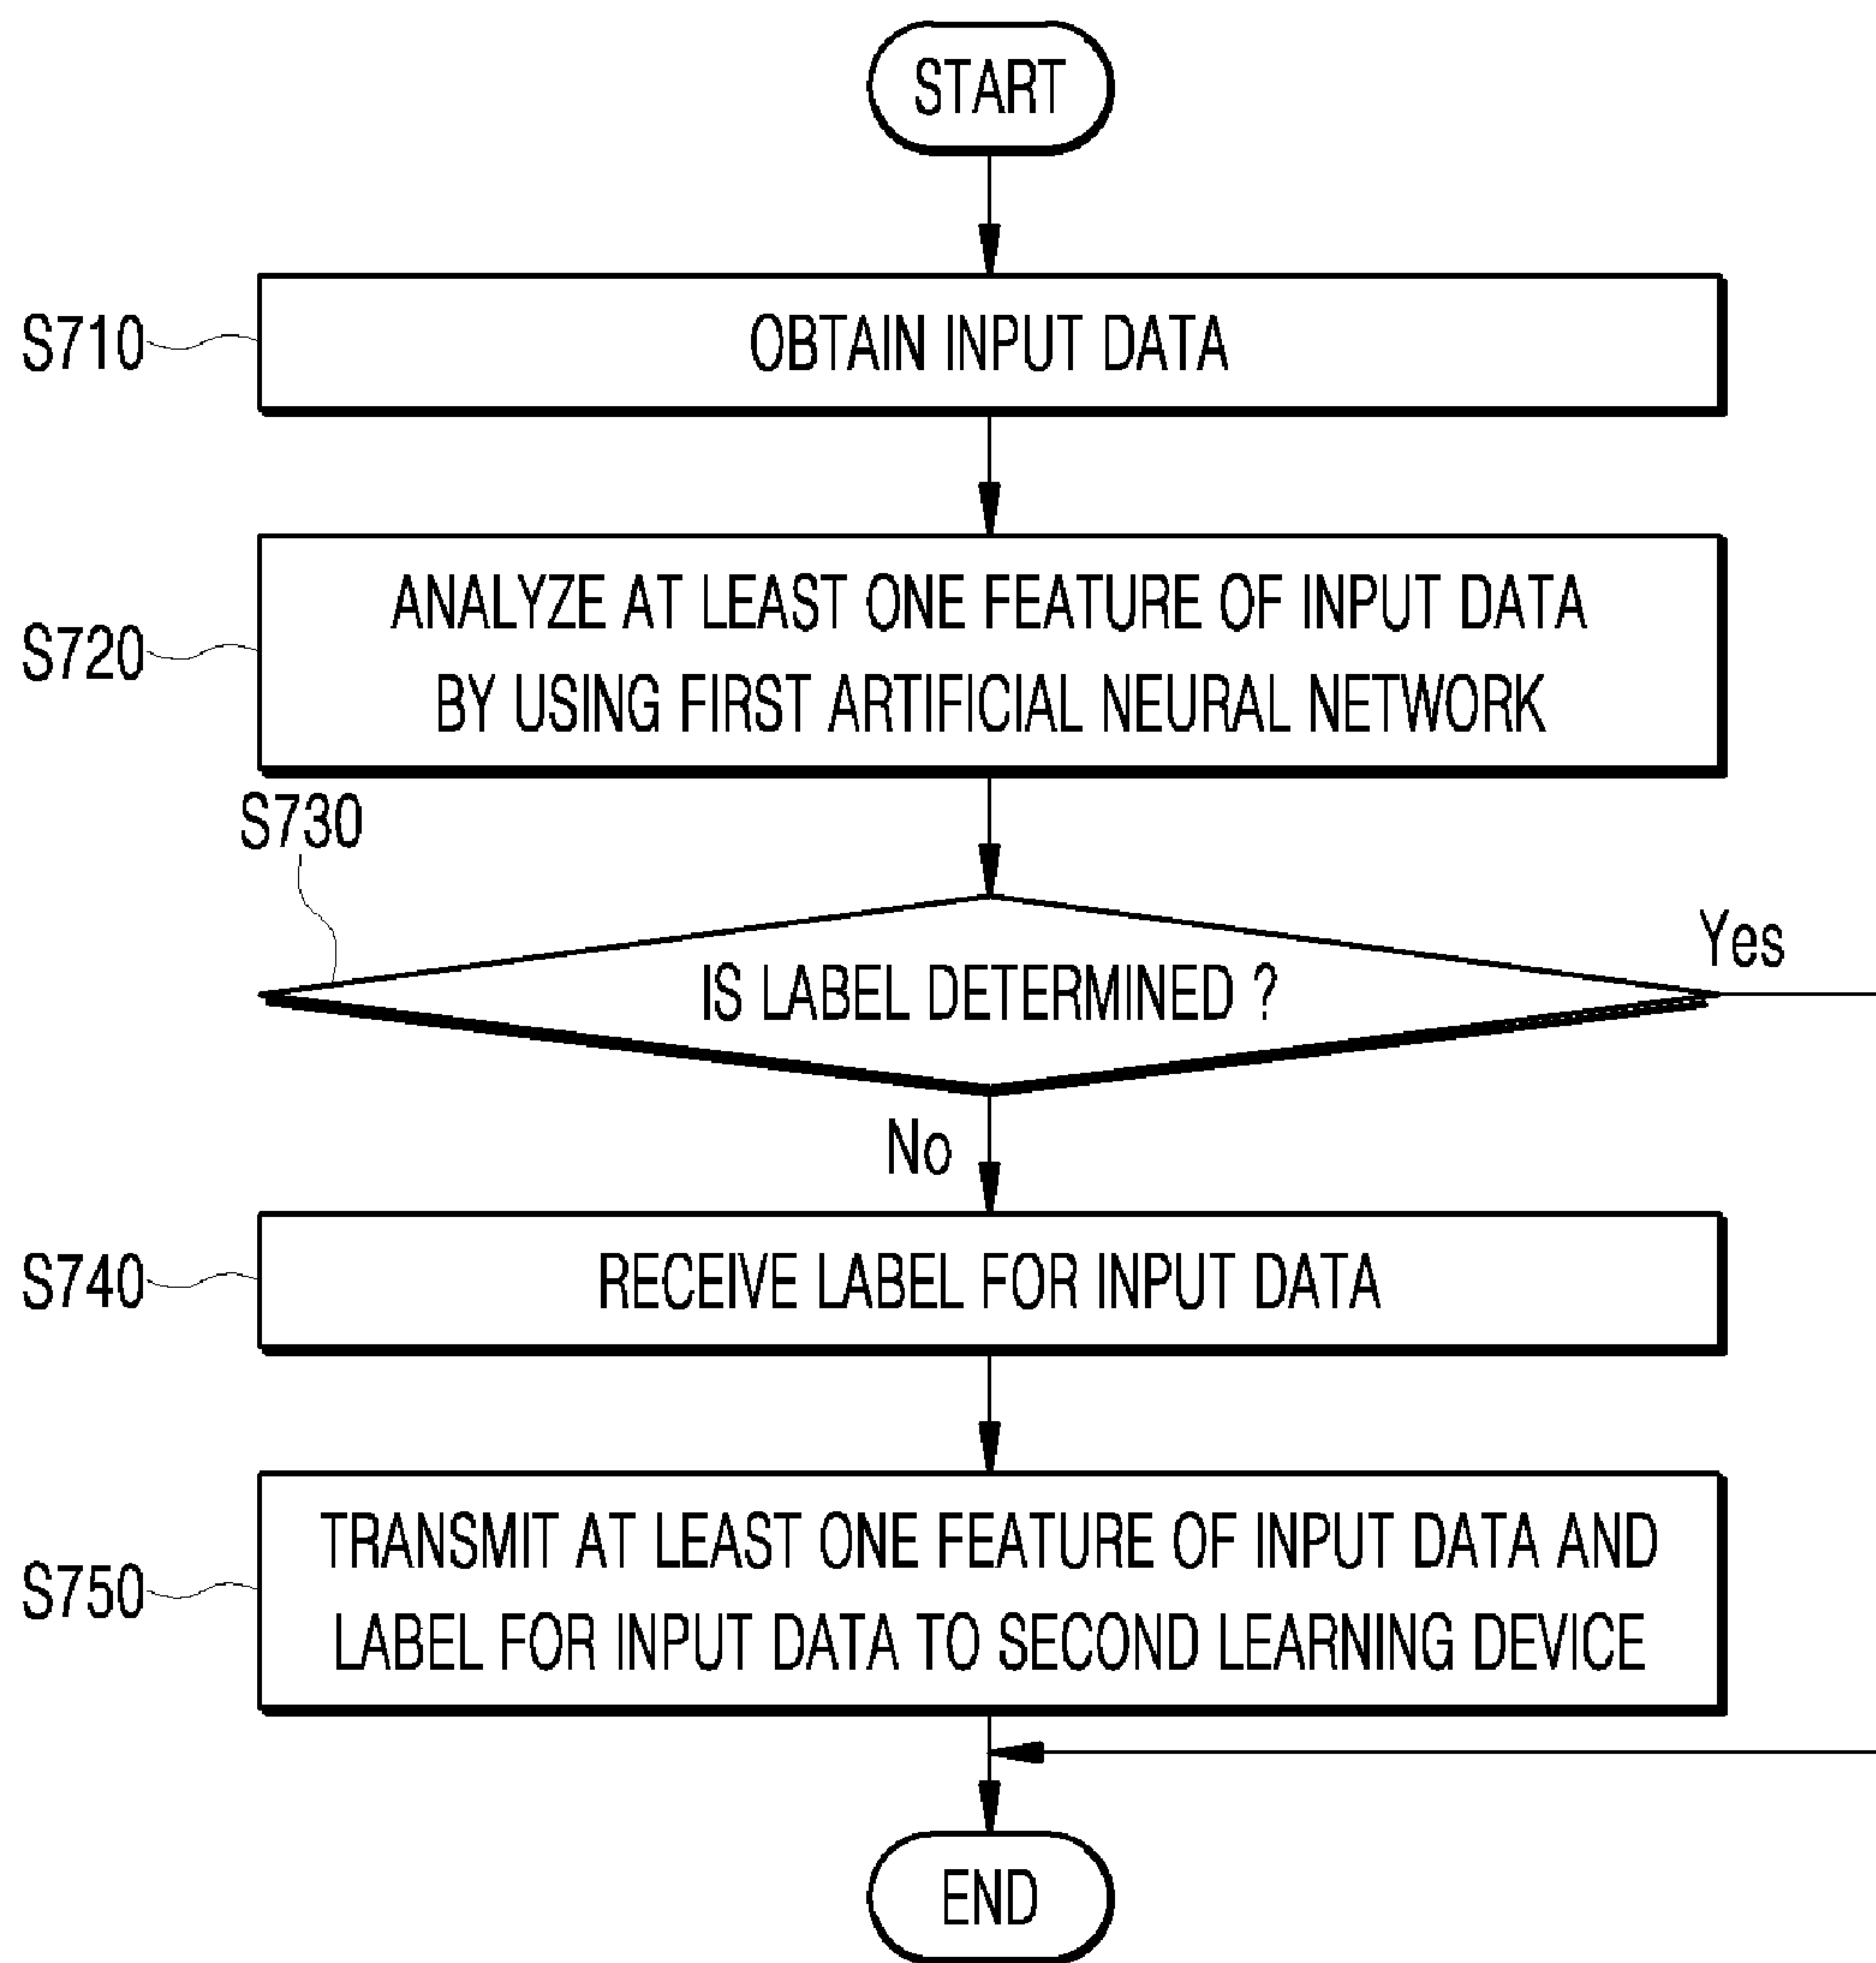 START
S710
OBTAIN INPUT DATA
S720
ANALYZE AT LEAST ONE FEATURE OF INPUT DATA
BY USING FIRST ARTIFICIAL NEURAL NETWORK
S730
IS LABEL DETERMINED ?
Yes
No
S740
RECEIVE LABEL FOR INPUT DATA
S750
TRANSMIT AT LEAST ONE FEATURE OF INPUT DATA AND
LABEL FOR INPUT DATA TO SECOND LEARNING DEVICE
END